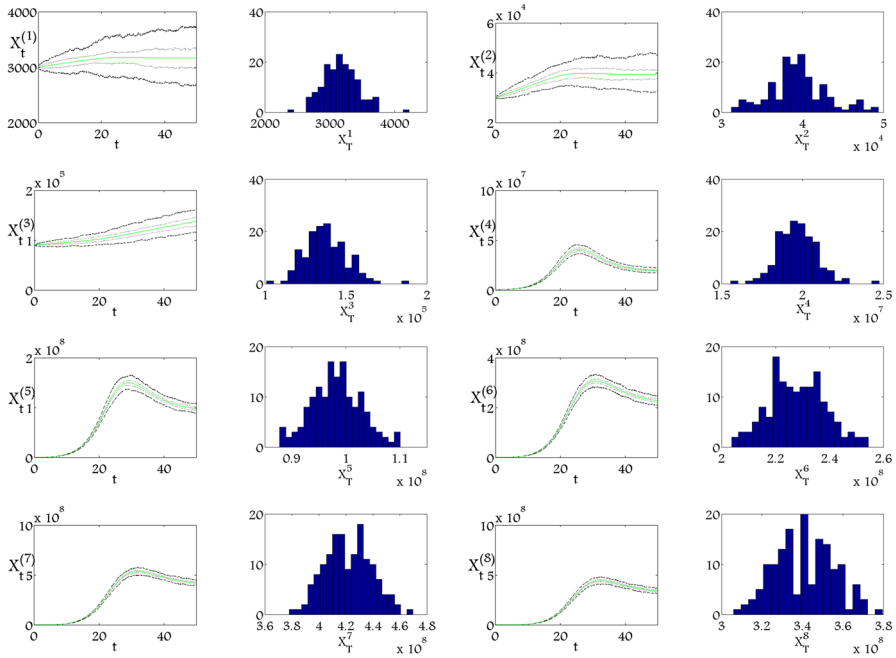 4000
X_t^(1)
3000
2000
0 20 40
t
40
20
0
2000 3000 4000
X_T^1
6 x 10^4
X_t^(2)
4
2
0 20 40
t
40
20
0
3 4 5
X_T^2 x 10^4
2 x 10^5
X_t^(3)
1
0
0 20 40
t
40
20
0
1 1.5 2
X_T^3 x 10^5
10 x 10^7
X_t^(4)
5
0
0 20 40
t
40
20
0
1.5 2 2.5
X_T^4 x 10^7
2 x 10^8
X_t^(5)
1
0
0 20 40
t
20
10
0
0.9 1 1.1
X_T^5 x 10^8
4 x 10^8
X_t^(6)
2
0
0 20 40
t
20
10
0
2 2.2 2.4 2.6
X_T^6 x 10^8
10 x 10^8
X_t^(7)
5
0
0 20 40
t
20
10
0
3.6 3.8 4 4.2 4.4 4.6 4.8
X_T^7 x 10^8
10 x 10^8
X_t^(8)
5
0
0 20 40
t
20
10
0
3 3.2 3.4 3.6 3.8
X_T^8 x 10^8